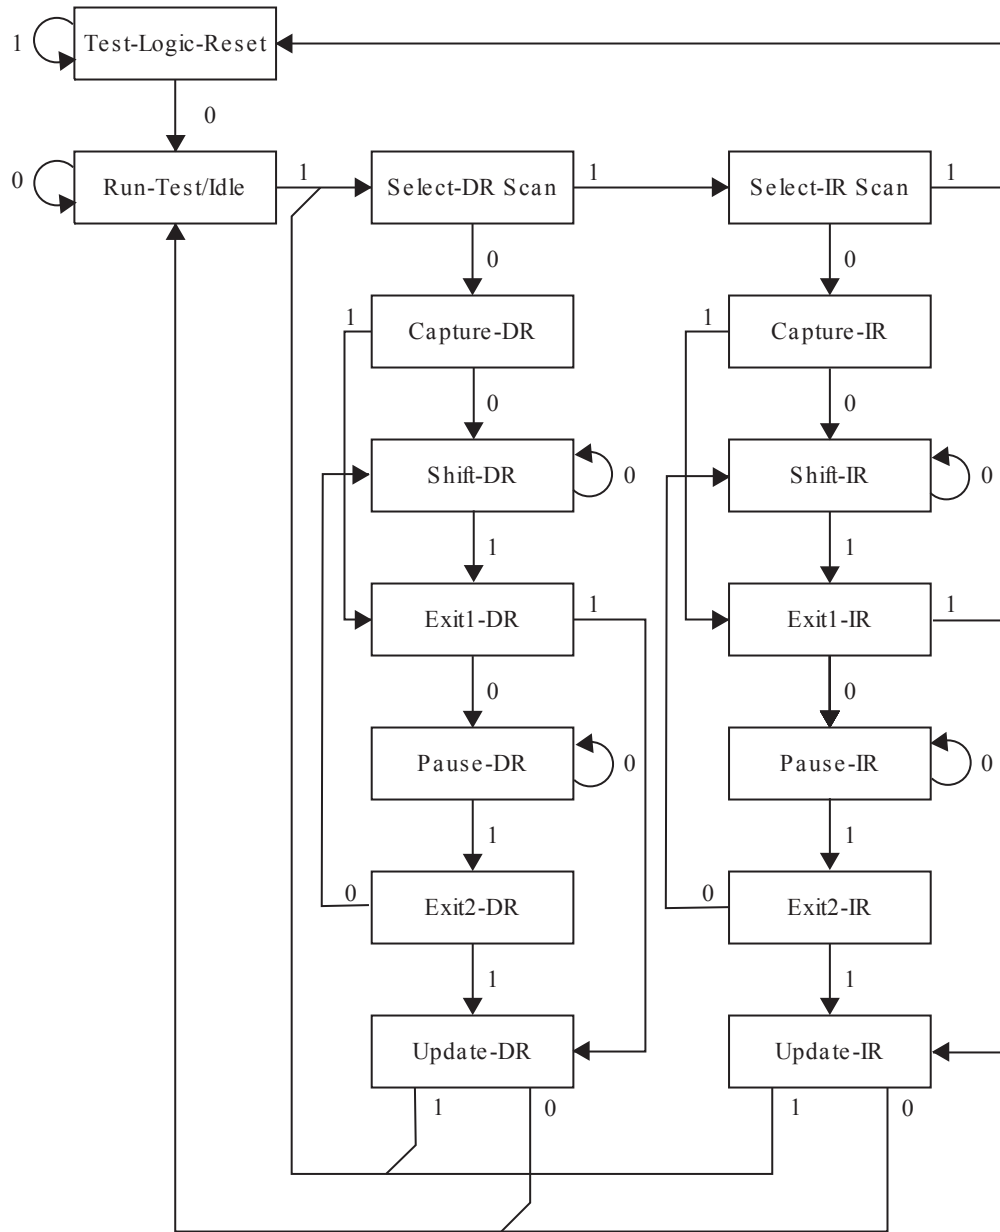 Test-Logic-Reset
1
0
Run-Test/Idle
0
1
Select-DR Scan
1
Select-IR Scan
1
0
0
1
Capture-DR
1
Capture-IR
0
0
Shift-DR
0
Shift-IR
0
1
1
Exit1-DR
1
Exit1-IR
1
0
0
Pause-DR
0
Pause-IR
0
1
1
0
Exit2-DR
0
Exit2-IR
1
1
Update-DR
Update-IR
1
0
1
0